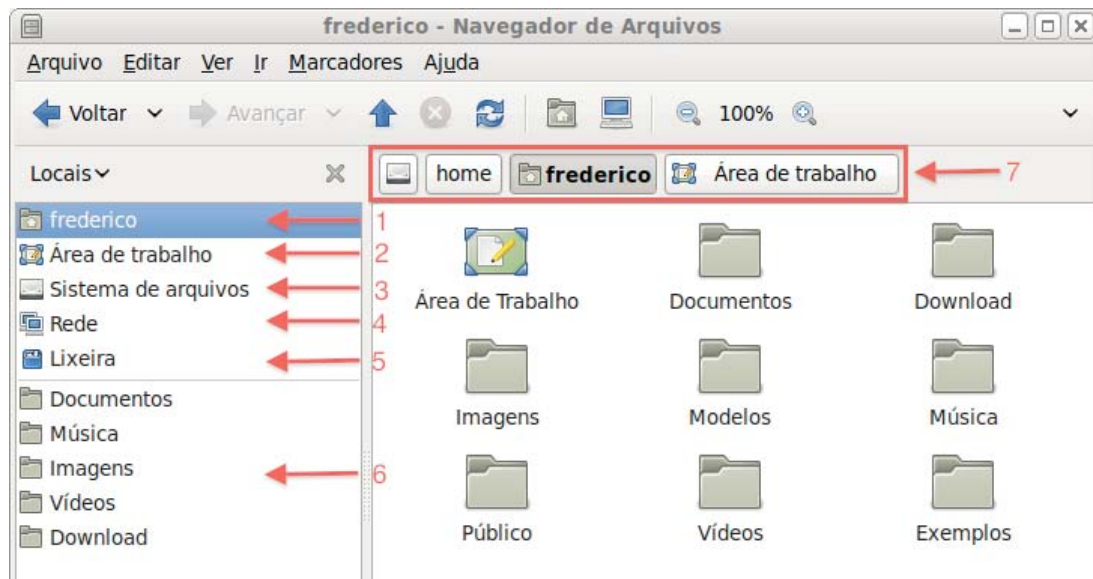 frederico - Navegador de Arquivos
Arquivo Editar Ver Ir Marcadores Ajuda
Voltar Avançar 100%
Locais
home frederico Área de trabalho 7
frederico 1
Área de trabalho 2
Sistema de arquivos 3
Rede 4
Lixeira 5
Documentos
Música
Imagens 6
Vídeos
Download
Área de Trabalho Documentos Download
Imagens Modelos Música
Público Vídeos Exemplos